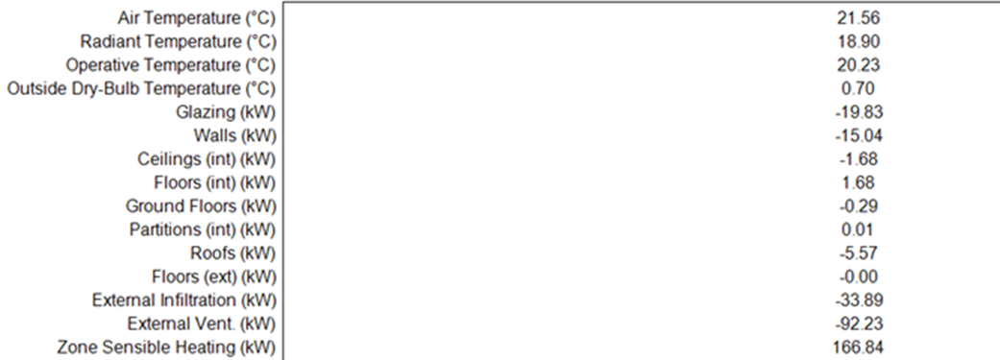 Air Temperature (°C) 21.56
Radiant Temperature (°C) 18.90
Operative Temperature (°C) 20.23
Outside Dry-Bulb Temperature (°C) 0.70
Glazing (kW) -19.83
Walls (kW) -15.04
Ceilings (int) (kW) -1.68
Floors (int) (kW) 1.68
Ground Floors (kW) -0.29
Partitions (int) (kW) 0.01
Roofs (kW) -5.57
Floors (ext) (kW) -0.00
External Infiltration (kW) -33.89
External Vent. (kW) -92.23
Zone Sensible Heating (kW) 166.84